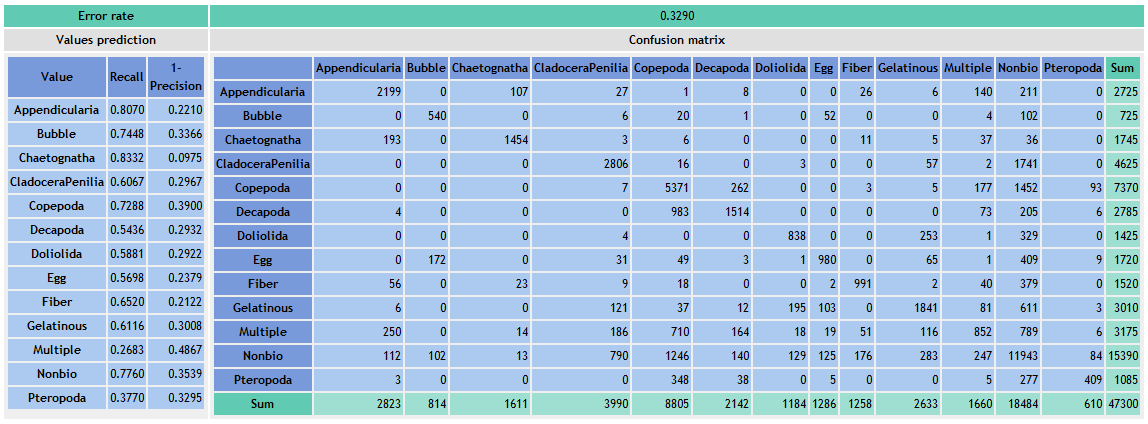 Error rate 0.3290
Values prediction Confusion matrix
Value Recall 1-Precision
Appendicularia 0.8070 0.2210
Bubble 0.7448 0.3366
Chaetognatha 0.8332 0.0975
CladoceraPenilia 0.6067 0.2967
Copepoda 0.7288 0.3900
Decapoda 0.5436 0.2932
Doliolida 0.5881 0.2922
Egg 0.5698 0.2379
Fiber 0.6520 0.2122
Gelatinous 0.6116 0.3008
Multiple 0.2683 0.4867
Nonbio 0.7760 0.3539
Pteropoda 0.3770 0.3295
Appendicularia Bubble Chaetognatha CladoceraPenilia Copepoda Decapoda Doliolida Egg Fiber Gelatinous Multiple Nonbio Pteropoda Sum
Appendicularia 2199 0 107 27 1 8 0 0 26 6 140 211 0 2725
Bubble 0 540 0 6 20 1 0 52 0 0 4 102 0 725
Chaetognatha 193 0 1454 3 6 0 0 0 11 5 37 36 0 1745
CladoceraPenilia 0 0 0 2806 16 0 3 0 0 57 2 1741 0 4625
Copepoda 0 0 0 7 5371 262 0 0 3 5 177 1452 93 7370
Decapoda 4 0 0 0 983 1514 0 0 0 0 73 205 6 2785
Doliolida 0 0 0 4 0 0 838 0 0 253 1 329 0 1425
Egg 0 172 0 31 49 3 1 980 0 65 1 409 9 1720
Fiber 56 0 23 9 18 0 0 2 991 2 40 379 0 1520
Gelatinous 6 0 0 121 37 12 195 103 0 1841 81 611 3 3010
Multiple 250 0 14 186 710 164 18 19 51 116 852 789 6 3175
Nonbio 112 102 13 790 1246 140 129 125 176 283 247 11943 84 15390
Pteropoda 3 0 0 0 348 38 0 5 0 0 5 277 409 1085
Sum 2823 814 1611 3990 8805 2142 1184 1286 1258 2633 1660 18484 610 47300